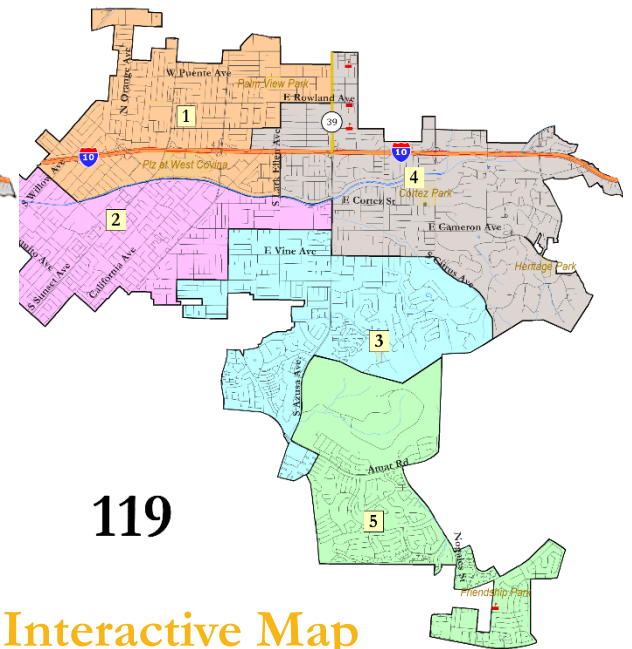 N Orange Ave
W Puente Ave
Palm View Park
1
E Rowland Ave
39
10
10
Plz at West Covina
S Lark Ellen Ave
4
Cortez Park
S Willow Ave
E Cortez St
2
E Gameron Ave
California Ave
S Sunset Ave
E Vine Ave
S Citrus Ave
Heritage Park
3
S Azusa Ave
Amar Rd
119
5
Nogales St
Friendship Park
Interactive Map